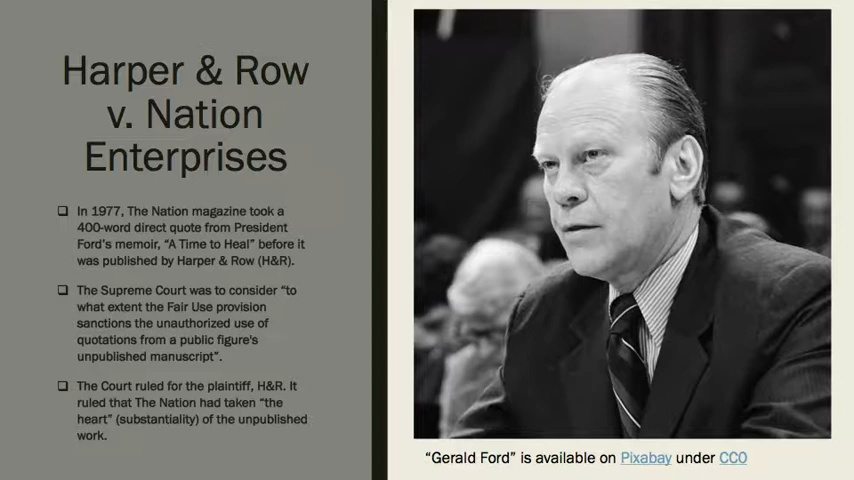 Harper & Row
v. Nation
Enterprises
❑ In 1977, The Nation magazine took a
400-word direct quote from President
Ford's memoir, "A Time to Heal" before it
was published by Harper & Row (H&R).
❑ The Supreme Court was to consider "to
what extent the Fair Use provision
sanctions the unauthorized use of
quotations from a public figure's
unpublished manuscript".
❑ The Court ruled for the plaintiff, H&R. It
ruled that The Nation had taken "the
heart" (substantiality) of the unpublished
work.
"Gerald Ford" is available on Pixabay under CC0